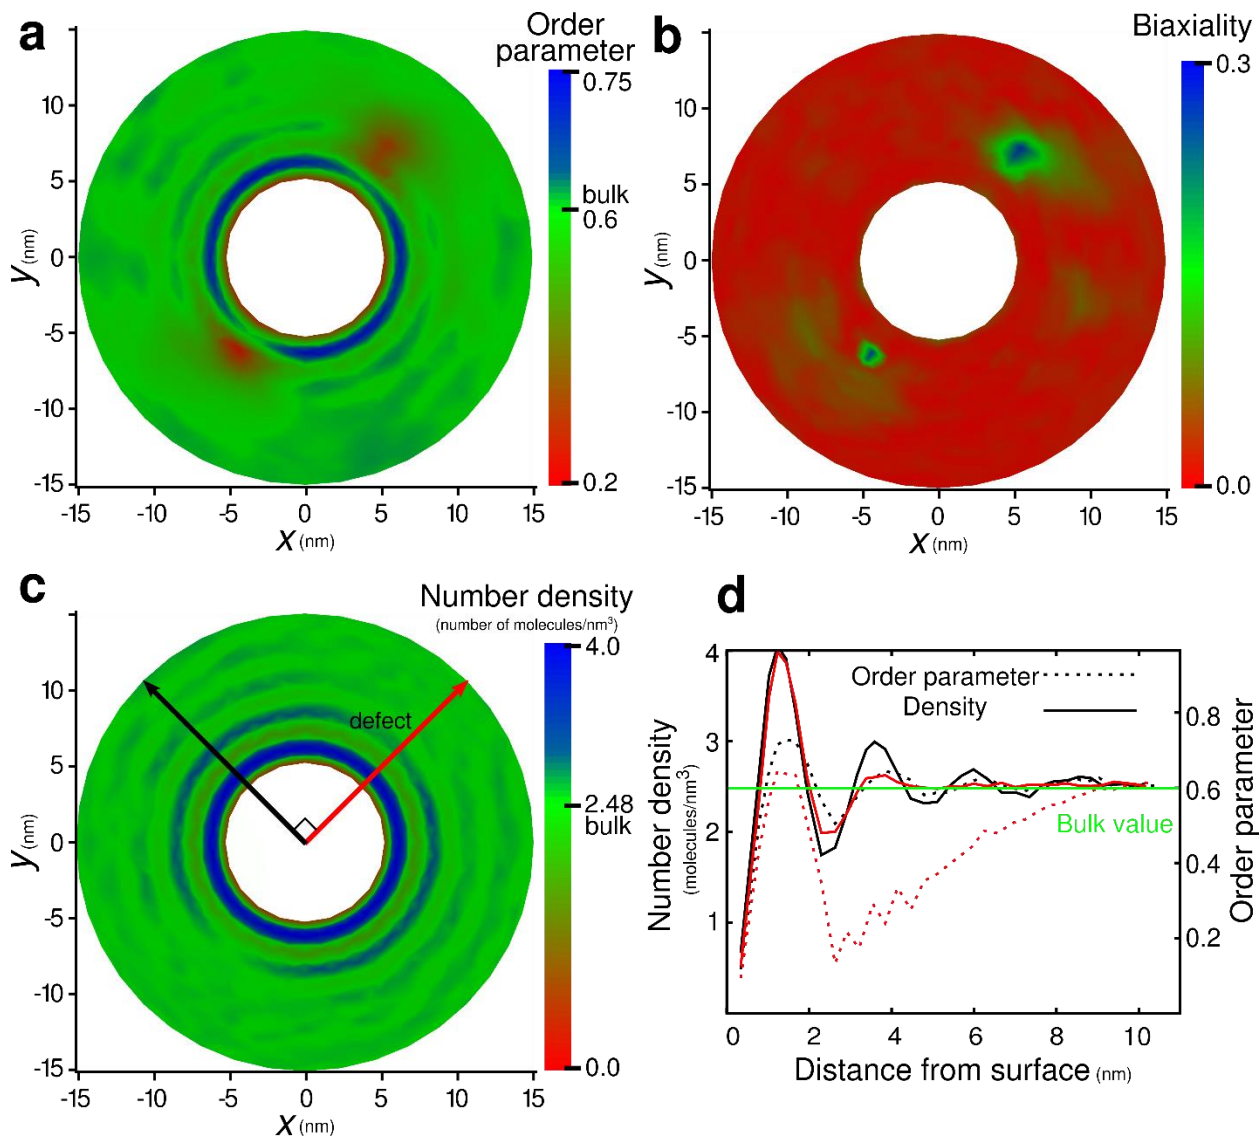 a
Order
parameter
0.75
bulk
0.6
0.2
10
5
0
-5
-10
-15
y (nm)
-15 -10 -5 0 5 10 15
x (nm)
b
Biaxiality
0.3
0.0
10
5
0
-5
-10
-15
y (nm)
-15 -10 -5 0 5 10 15
x (nm)
c
Number density
(number of molecules/nm³)
4.0
2.48
bulk
0.0
defect
10
5
0
-5
-10
-15
y (nm)
-15 -10 -5 0 5 10 15
x (nm)
d
Order parameter
Density
Bulk value
4
3
2
1
Number density
(molecules/nm³)
0.8
0.6
0.4
0.2
Order parameter
0 2 4 6 8 10
Distance from surface (nm)